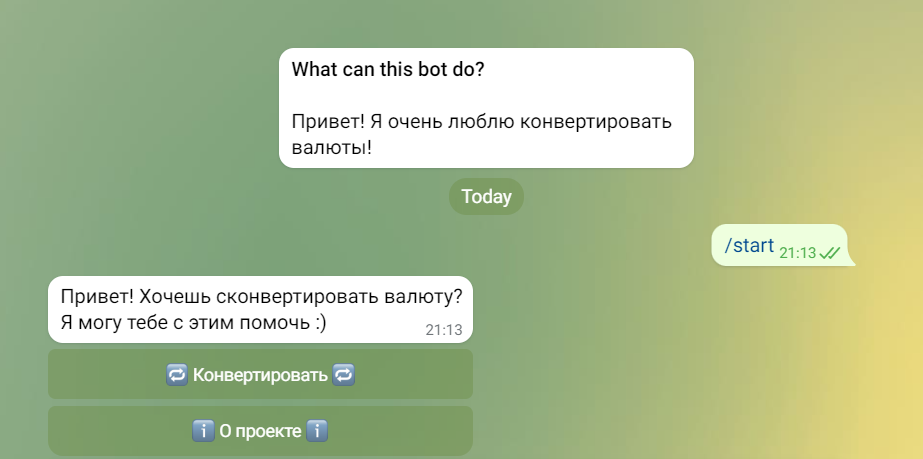 What can this bot do?
Привет! Я очень люблю конвертировать
валюты!
Today
/start 21:13
Привет! Хочешь сконвертировать валюту?
Я могу тебе с этим помочь :) 21:13
🔁 Конвертировать 🔁
ℹ️ О проекте ℹ️